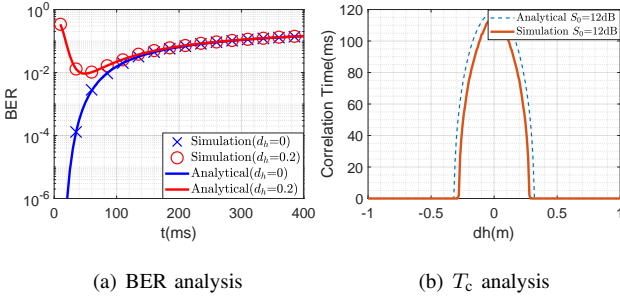 10^0
10^-2
10^-4
10^-6
BER
10
100
200
300
400
t(ms)
Simulation(d_h=0)
Simulation(d_h=0.2)
Analytical(d_h=0)
Analytical(d_h=0.2)
(a) BER analysis
120
100
80
60
40
20
0
Correlation Time(ms)
-1
-0.5
0
0.5
1
dh(m)
Analytical S_0=12dB
Simulation S_0=12dB
(b) T_c analysis